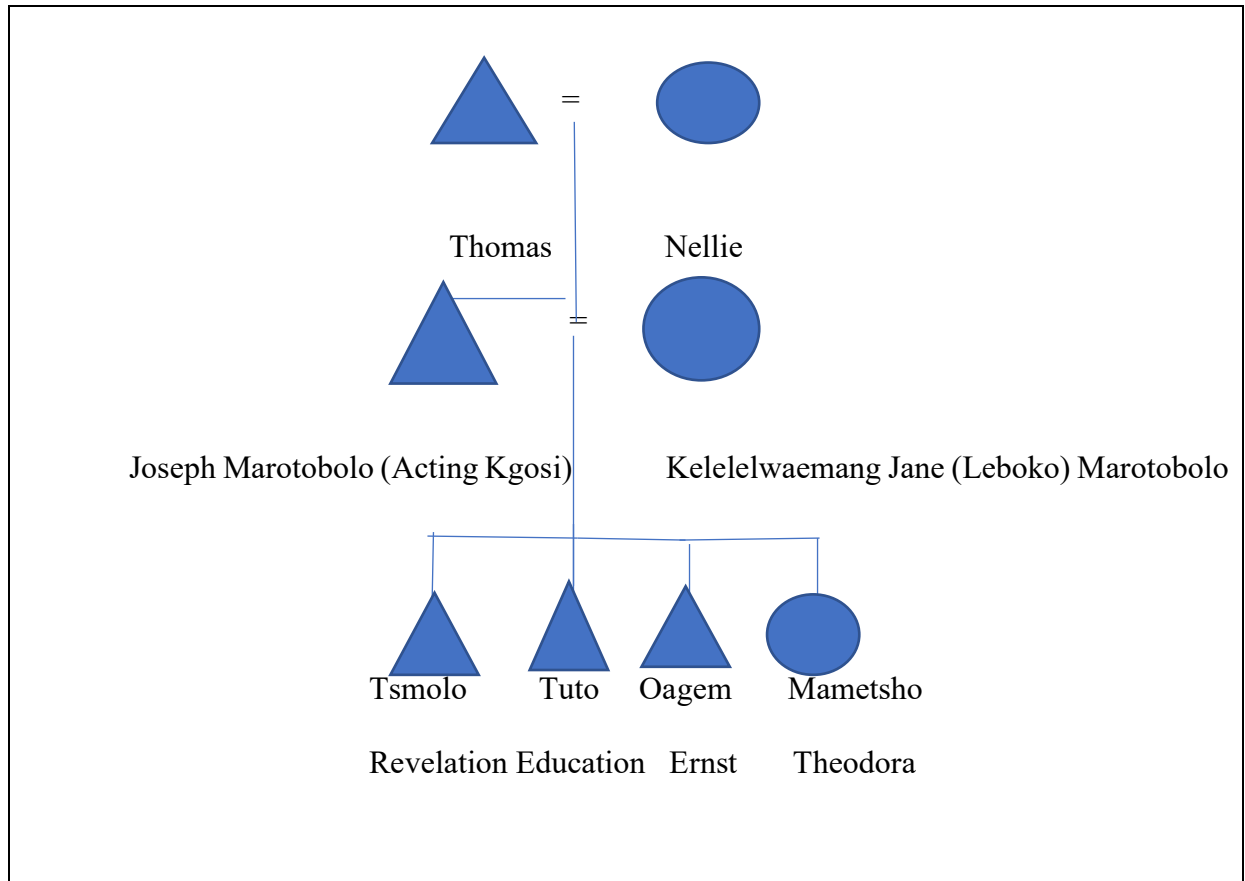 =
Thomas Nellie
=
Joseph Marotobolo (Acting Kgosi) Kelelelwaemang Jane (Leboko) Marotobolo
Tsmolo Tuto Oagem Mametsho
Revelation Education Ernst Theodora